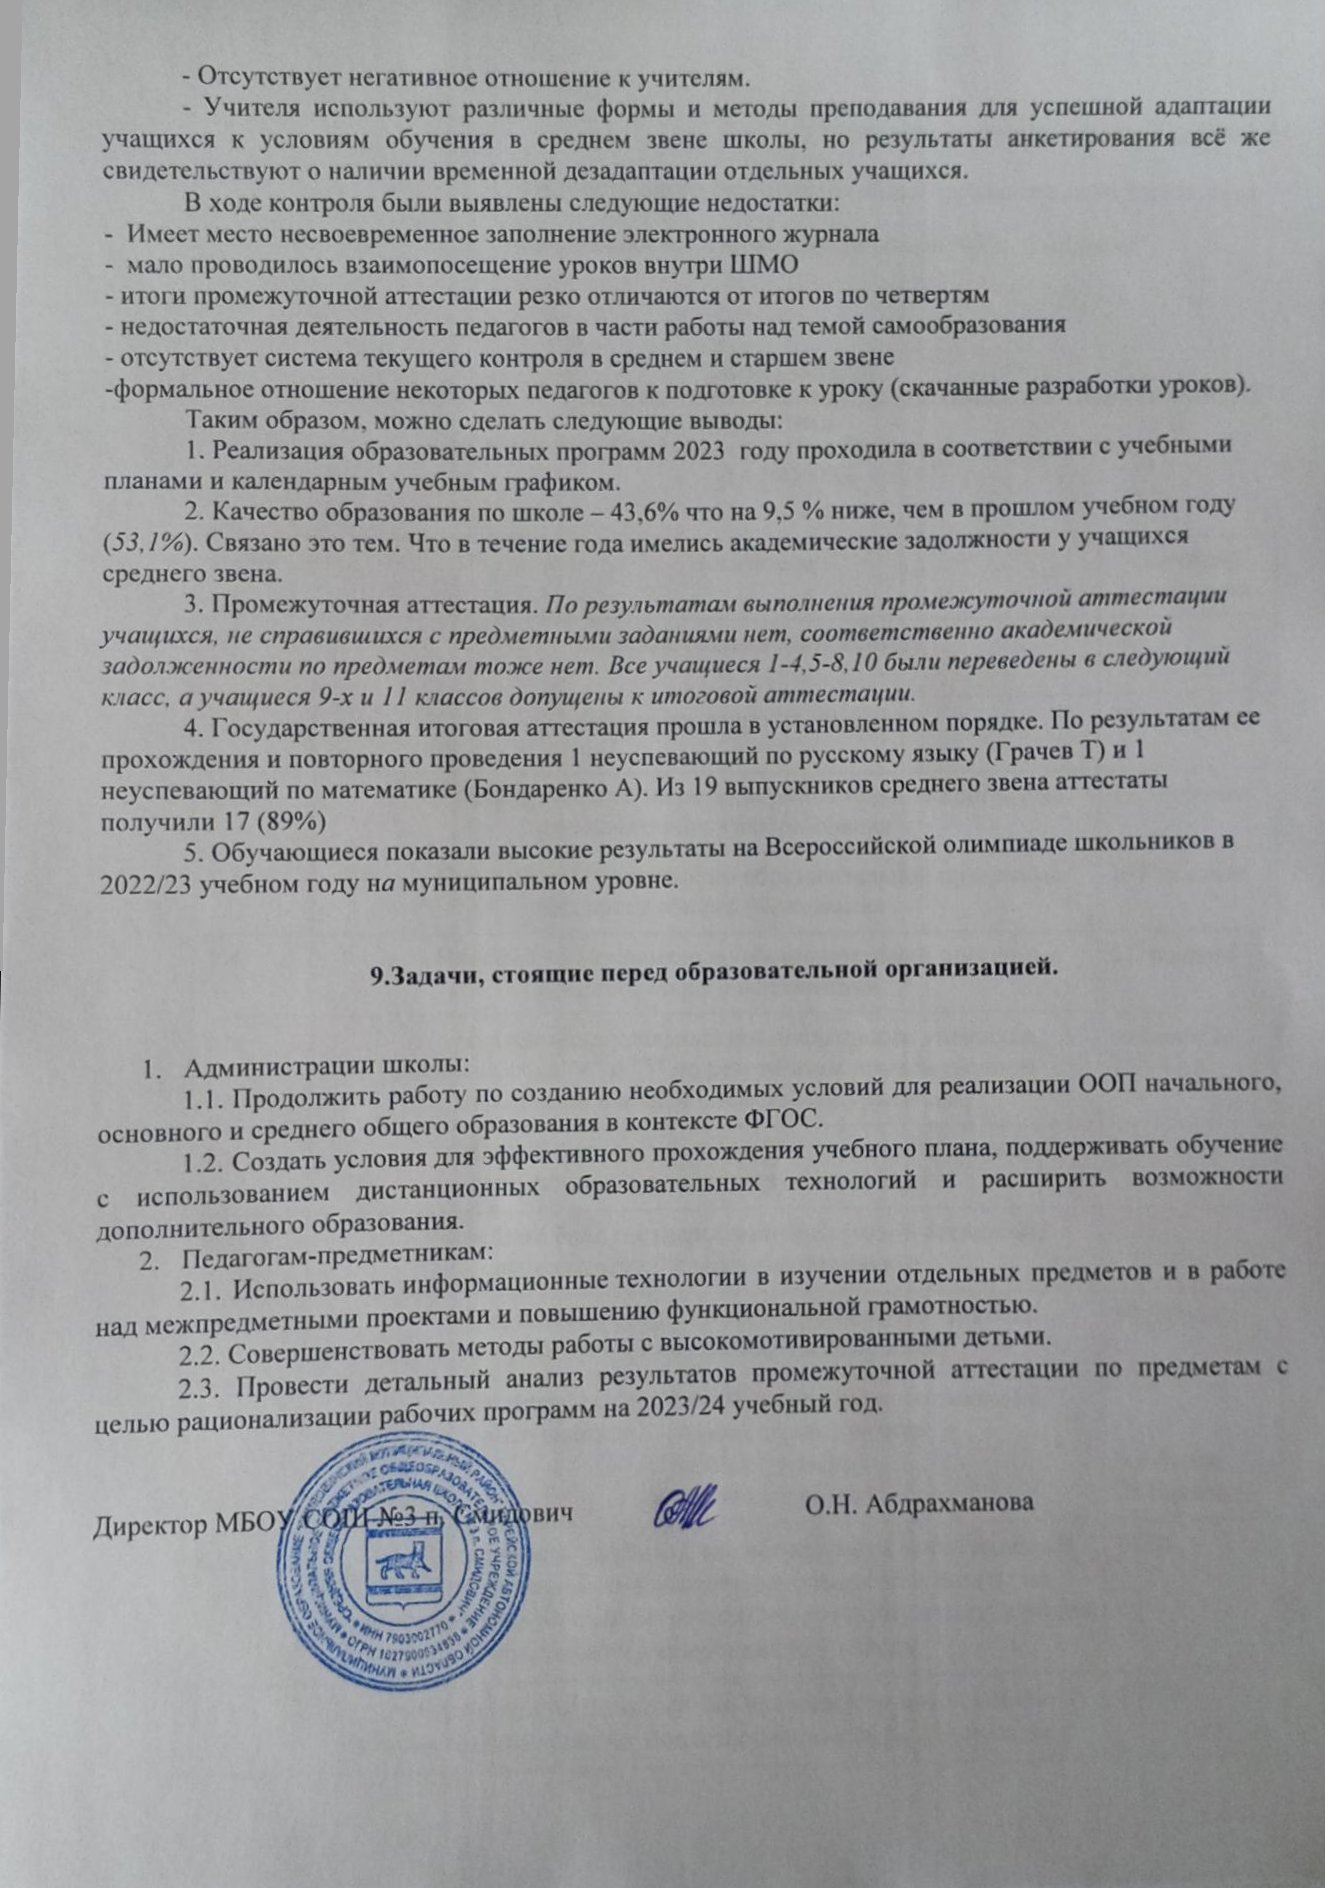 - Отсутствует негативное отношение к учителям.
- Учителя используют различные формы и методы преподавания для успешной адаптации
учащихся к условиям обучения в среднем звене школы, но результаты анкетирования всё же
свидетельствуют о наличии временной дезадаптации отдельных учащихся.
В ходе контроля были выявлены следующие недостатки:
- Имеет место несвоевременное заполнение электронного журнала
- мало проводилось взаимопосещение уроков внутри ШМО
- итоги промежуточной аттестации резко отличаются от итогов по четвертям
- недостаточная деятельность педагогов в части работы над темой самообразования
- отсутствует система текущего контроля в среднем и старшем звене
-формальное отношение некоторых педагогов к подготовке к уроку (скачанные разработки уроков).
Таким образом, можно сделать следующие выводы:
1. Реализация образовательных программ 2023 году проходила в соответствии с учебными
планами и календарным учебным графиком.
2. Качество образования по школе – 43,6% что на 9,5 % ниже, чем в прошлом учебном году
(53,1%). Связано это тем. Что в течение года имелись академические задолжности у учащихся
среднего звена.
3. Промежуточная аттестация. По результатам выполнения промежуточной аттестации
учащихся, не справившихся с предметными заданиями нет, соответственно академической
задолженности по предметам тоже нет. Все учащиеся 1-4,5-8,10 были переведены в следующий
класс, а учащиеся 9-х и 11 классов допущены к итоговой аттестации.
4. Государственная итоговая аттестация прошла в установленном порядке. По результатам ее
прохождения и повторного проведения 1 неуспевающий по русскому языку (Грачев Т) и 1
неуспевающий по математике (Бондаренко А). Из 19 выпускников среднего звена аттестаты
получили 17 (89%)
5. Обучающиеся показали высокие результаты на Всероссийской олимпиаде школьников в
2022/23 учебном году на муниципальном уровне.
9.Задачи, стоящие перед образовательной организацией.
1. Администрации школы:
1.1. Продолжить работу по созданию необходимых условий для реализации ООП начального,
основного и среднего общего образования в контексте ФГОС.
1.2. Создать условия для эффективного прохождения учебного плана, поддерживать обучение
с использованием дистанционных образовательных технологий и расширить возможности
дополнительного образования.
2. Педагогам-предметникам:
2.1. Использовать информационные технологии в изучении отдельных предметов и в работе
над межпредметными проектами и повышению функциональной грамотностью.
2.2. Совершенствовать методы работы с высокомотивированными детьми.
2.3. Провести детальный анализ результатов промежуточной аттестации по предметам с
целью рационализации рабочих программ на 2023/24 учебный год.
Директор МБОУ СОШ №3 п. Смидович О.Н. Абдрахманова
ИНН 7903002770